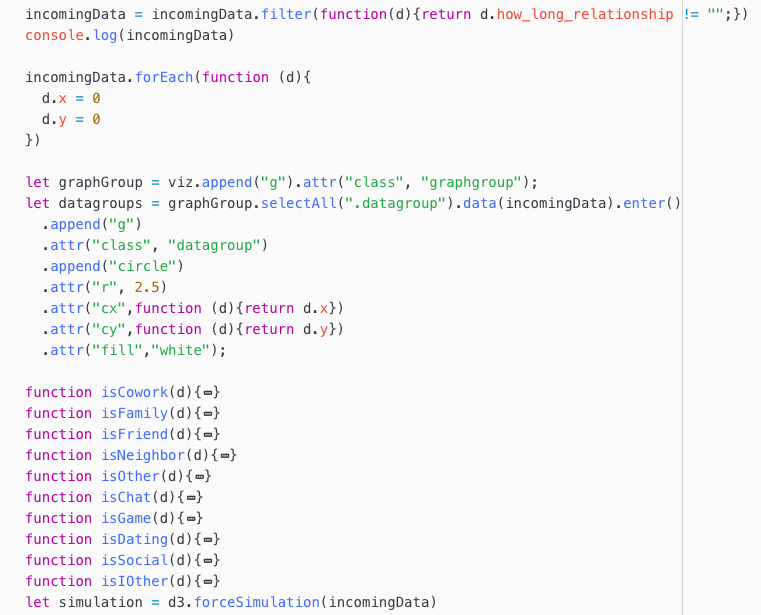 incomingData = incomingData.filter(function(d){return d.how_long_relationship != "";})
console.log(incomingData)
incomingData.forEach(function (d){
d.x = 0
d.y = 0
})
let graphGroup = viz.append("g").attr("class", "graphgroup");
let datagroups = graphGroup.selectAll(".datagroup").data(incomingData).enter()
.append("g")
.attr("class", "datagroup")
.append("circle")
.attr("r", 2.5)
.attr("cx",function (d){return d.x})
.attr("cy",function (d){return d.y})
.attr("fill","white");
function isCowork(d){⋯}
function isFamily(d){⋯}
function isFriend(d){⋯}
function isNeighbor(d){⋯}
function isOther(d){⋯}
function isChat(d){⋯}
function isGame(d){⋯}
function isDating(d){⋯}
function isSocial(d){⋯}
function isIOther(d){⋯}
let simulation = d3.forceSimulation(incomingData)